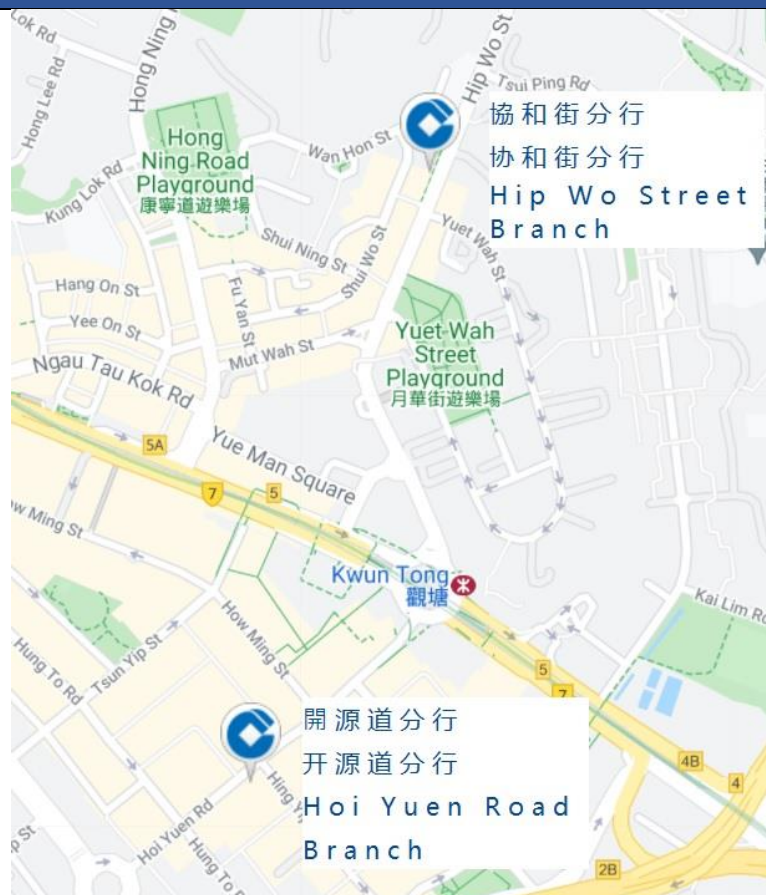 Lok Rd
Hong Ning
Hip Wo St
Hong Lee Rd
Tsui Ping Rd
協和街分行
协和街分行
Hip Wo Street
Branch
Hong
Ning Road
Playground
康寧道遊樂場
Wan Hon St
Kung Lok Rd
Yuet Wah St
Shui Ning St
Shui Wo St
Hang On St
Fu Yan St
Yee On St
Mut Wah St
Yuet Wah
Street
Playground
月華街遊樂場
Ngau Tau Kok Rd
5A
Yue Man Square
7
5
Ming St
Kwun Tong
觀塘
Kai Lim
How Ming St
Tsun Yip St
Hung To Rd
5
7
開源道分行
开源道分行
Hoi Yuen Road
Branch
4B
4
Hing
Hoi Yuen Rd
Hung To
St
2B